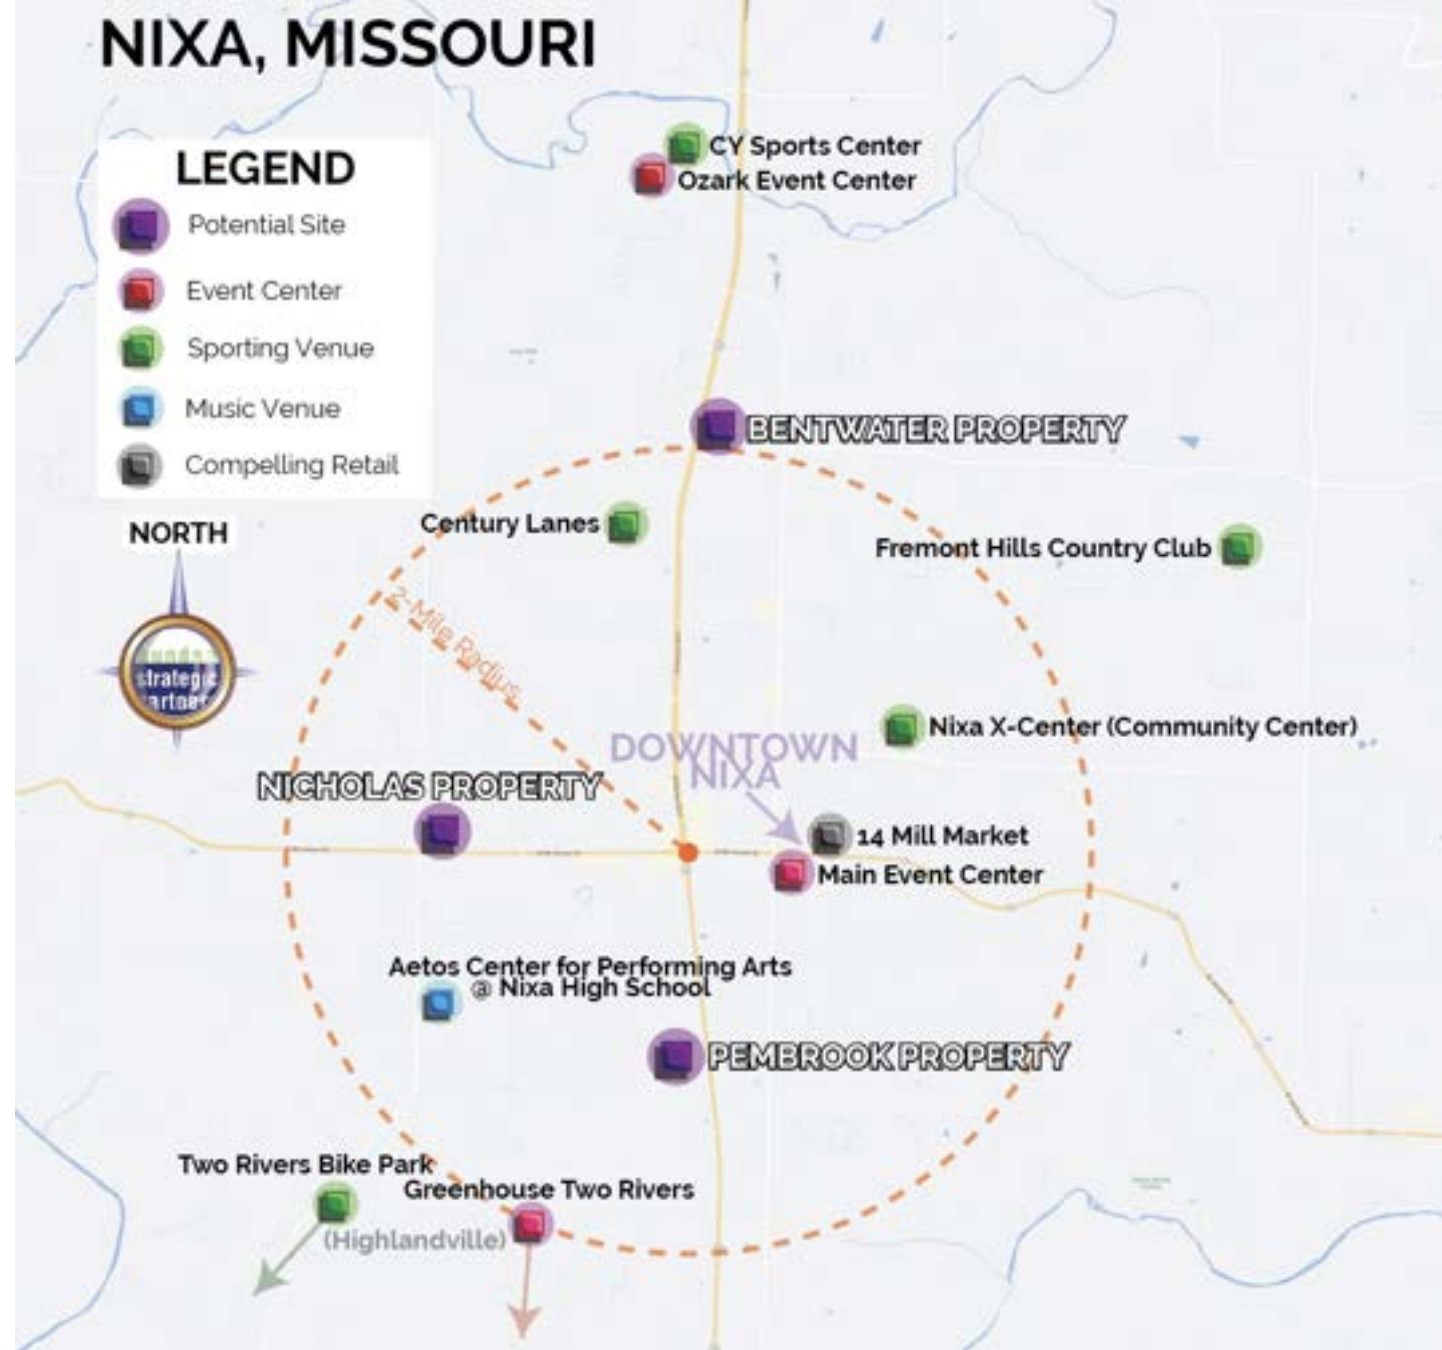 NIXA, MISSOURI
LEGEND
Potential Site
Event Center
Sporting Venue
Music Venue
Compelling Retail
NORTH
strategic
CY Sports Center
Ozark Event Center
BENTWATER PROPERTY
Century Lanes
Fremont Hills Country Club
2-Mile Radius
Nixa X-Center (Community Center)
DOWNTOWN
NIXA
NICHOLAS PROPERTY
14 Mill Market
Main Event Center
Aetos Center for Performing Arts
@ Nixa High School
PEMBROOK PROPERTY
Two Rivers Bike Park
Greenhouse Two Rivers
(Highlandville)